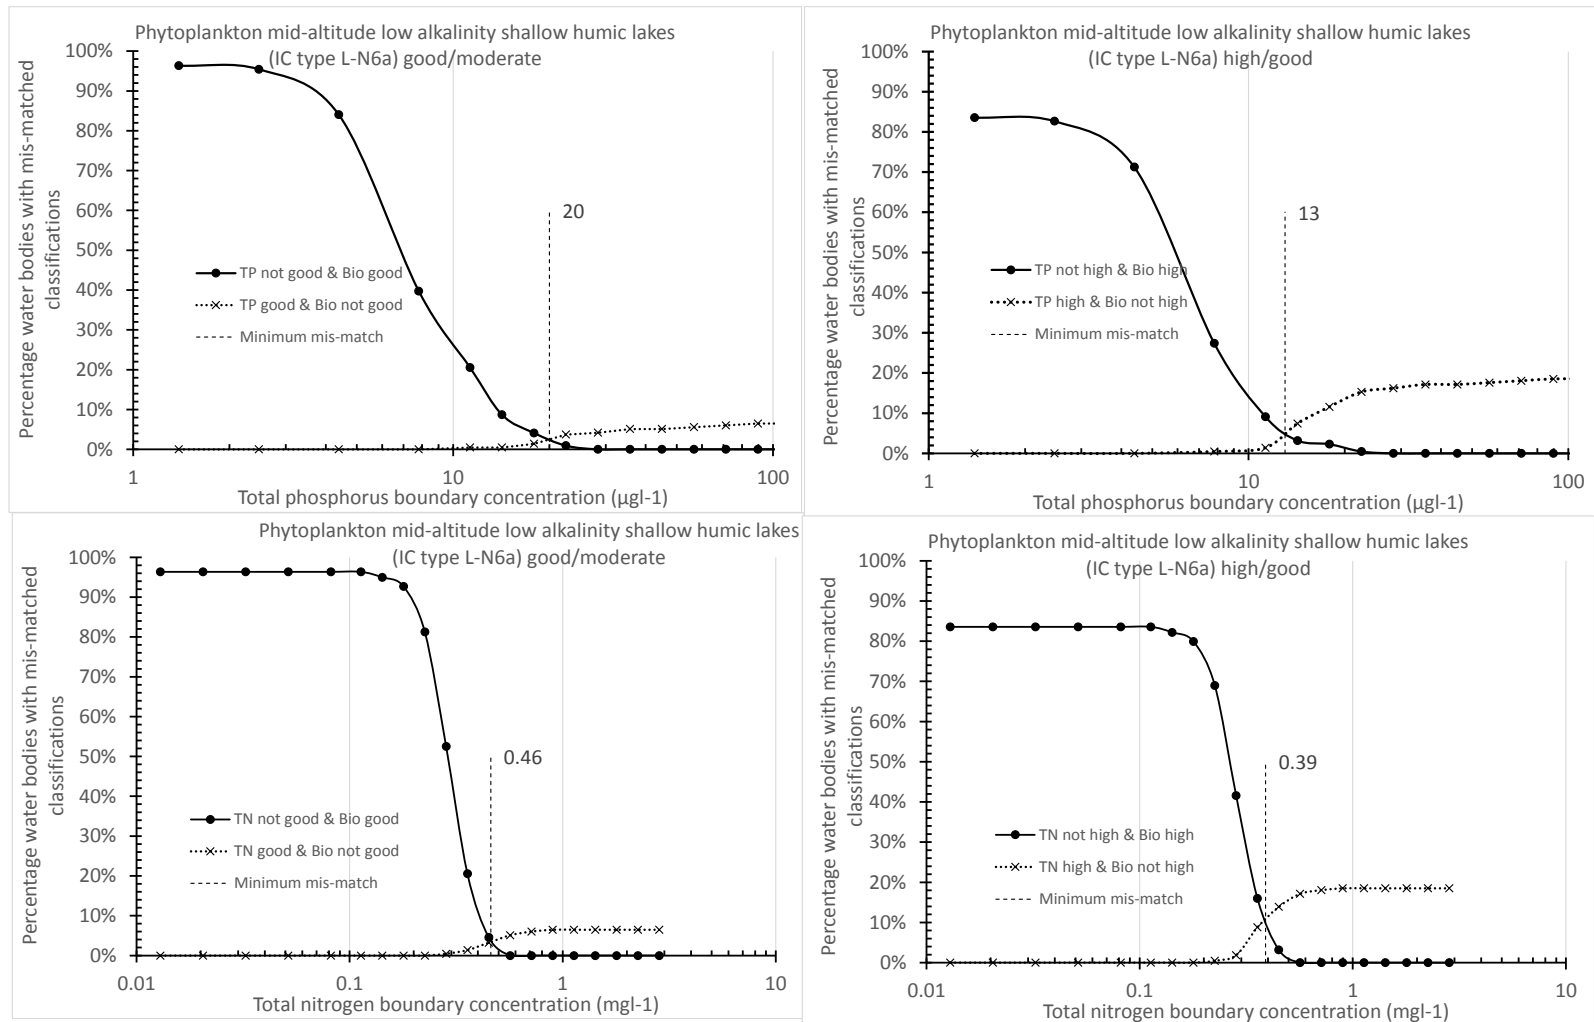 Phytoplankton mid-altitude low alkalinity shallow humic lakes
(IC type L-N6a) good/moderate
Percentage water bodies with mis-matched
classifications
100%
90%
80%
70%
60%
50%
40%
30%
20%
10%
0%
20
TP not good & Bio good
TP good & Bio not good
Minimum mis-match
1
10
100
Total phosphorus boundary concentration (µgl-1)
Phytoplankton mid-altitude low alkalinity shallow humic lakes
(IC type L-N6a) high/good
Percentage water bodies with mis-matched
classifications
100%
90%
80%
70%
60%
50%
40%
30%
20%
10%
0%
13
TP not high & Bio high
TP high & Bio not high
Minimum mis-match
1
10
100
Total phosphorus boundary concentration (µgl-1)
Phytoplankton mid-altitude low alkalinity shallow humic lakes
(IC type L-N6a) good/moderate
Percentage water bodies with mis-matched
classifications
100%
90%
80%
70%
60%
50%
40%
30%
20%
10%
0%
0.46
TN not good & Bio good
TN good & Bio not good
Minimum mis-match
0.01
0.1
1
10
Total nitrogen boundary concentration (mgl-1)
Phytoplankton mid-altitude low alkalinity shallow humic lakes
(IC type L-N6a) high/good
Percentage water bodies with mis-matched
classifications
100%
90%
80%
70%
60%
50%
40%
30%
20%
10%
0%
0.39
TN not high & Bio high
TN high & Bio not high
Minimum mis-match
0.01
0.1
1
10
Total nitrogen boundary concentration (mgl-1)